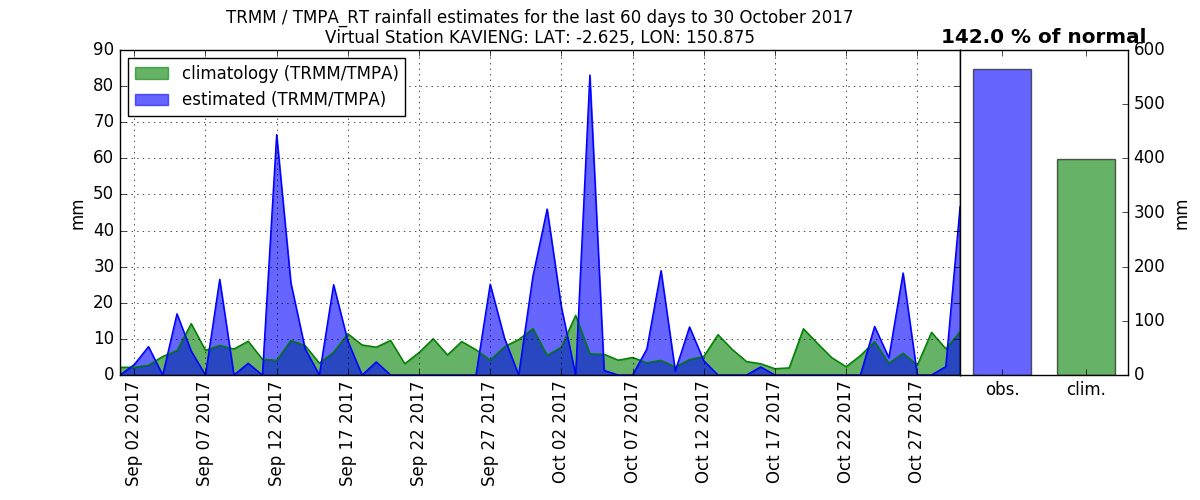 TRMM / TMPA_RT rainfall estimates for the last 60 days to 30 October 2017
Virtual Station KAVIENG: LAT: -2.625, LON: 150.875
142.0 % of normal
climatology (TRMM/TMPA)
estimated (TRMM/TMPA)
90
80
70
60
50
40
30
20
10
0
mm
Sep 02 2017
Sep 07 2017
Sep 12 2017
Sep 17 2017
Sep 22 2017
Sep 27 2017
Oct 02 2017
Oct 07 2017
Oct 12 2017
Oct 17 2017
Oct 22 2017
Oct 27 2017
600
500
400
300
200
100
0
mm
obs.
clim.